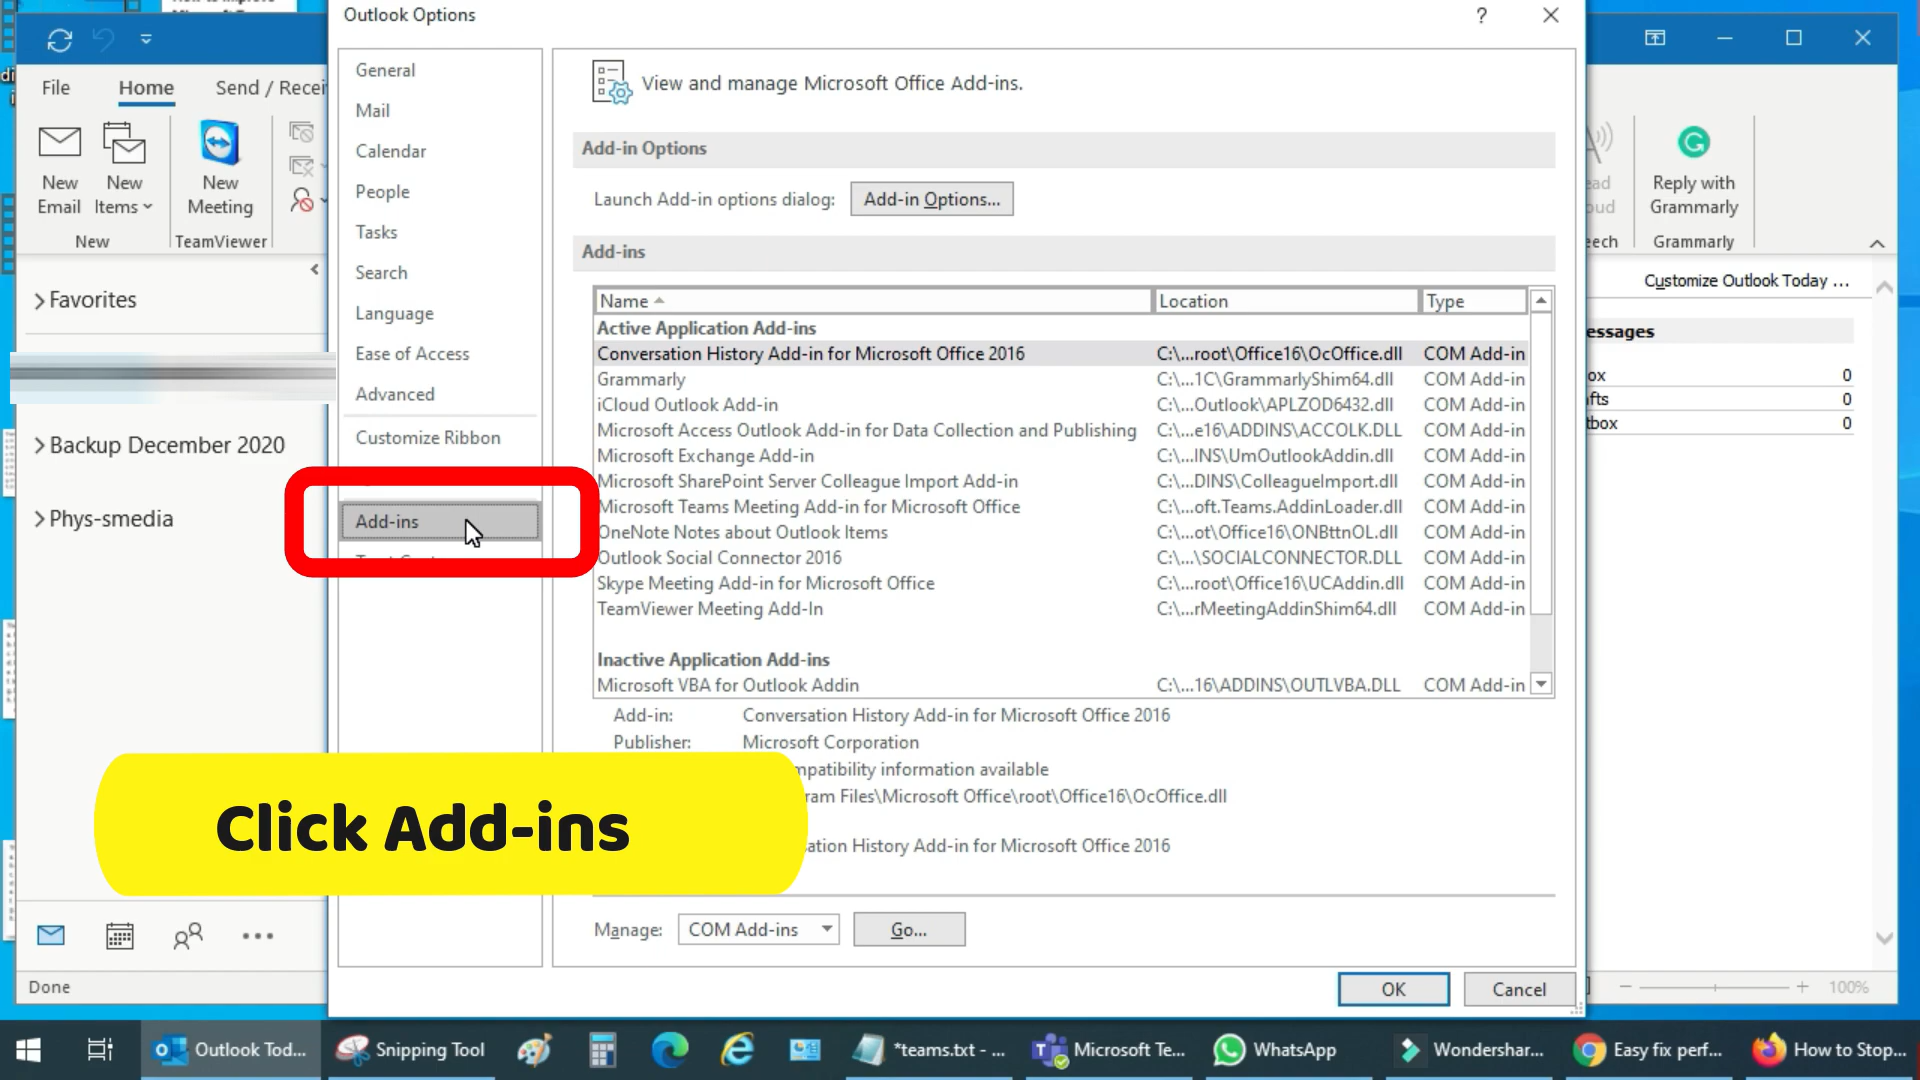 Outlook Options
?
File
Home
Send / Recei
New
Email
New
Items
New
New
Meeting
TeamViewer
Favorites
Backup December 2020
Phys-smedia
Done
General
Mail
Calendar
People
Tasks
Search
Language
Ease of Access
Advanced
Customize Ribbon
Add-ins
View and manage Microsoft Office Add-ins.
Add-in Options
Launch Add-in options dialog: Add-in Options...
Add-ins
Name Location Type
Active Application Add-ins
Conversation History Add-in for Microsoft Office 2016 C:\...root\Office16\OcOffice.dll COM Add-in
Grammarly C:\...1C\GrammarlyShim64.dll COM Add-in
iCloud Outlook Add-in C:\...Outlook\APLZOD6432.dll COM Add-in
Microsoft Access Outlook Add-in for Data Collection and Publishing C:\...e16\ADDINS\ACCOLK.DLL COM Add-in
Microsoft Exchange Add-in C:\...INS\UmOutlookAddin.dll COM Add-in
Microsoft SharePoint Server Colleague Import Add-in C:\...DINS\ColleagueImport.dll COM Add-in
Microsoft Teams Meeting Add-in for Microsoft Office C:\...oft.Teams.AddinLoader.dll COM Add-in
OneNote Notes about Outlook Items C:\...ot\Office16\ONBttnOL.dll COM Add-in
Outlook Social Connector 2016 C:\...\SOCIALCONNECTOR.DLL COM Add-in
Skype Meeting Add-in for Microsoft Office C:\...root\Office16\UCAddin.dll COM Add-in
TeamViewer Meeting Add-In C:\...rMeetingAddinShim64.dll COM Add-in
Inactive Application Add-ins
Microsoft VBA for Outlook Addin C:\...16\ADDINS\OUTLVBA.DLL COM Add-in
Add-in: Conversation History Add-in for Microsoft Office 2016
Publisher: Microsoft Corporation
mpatibility information available
ram Files\Microsoft Office\root\Office16\OcOffice.dll
ation History Add-in for Microsoft Office 2016
Click Add-ins
Manage: COM Add-ins Go...
OK Cancel
ead
oud
eech
Reply with
Grammarly
Grammarly
Customize Outlook Today ...
essages
ox 0
fts 0
tbox 0
100%
Outlook Tod...
Snipping Tool
*teams.txt - ...
Microsoft Te...
WhatsApp
Wondershar...
Easy fix perf...
How to Stop...